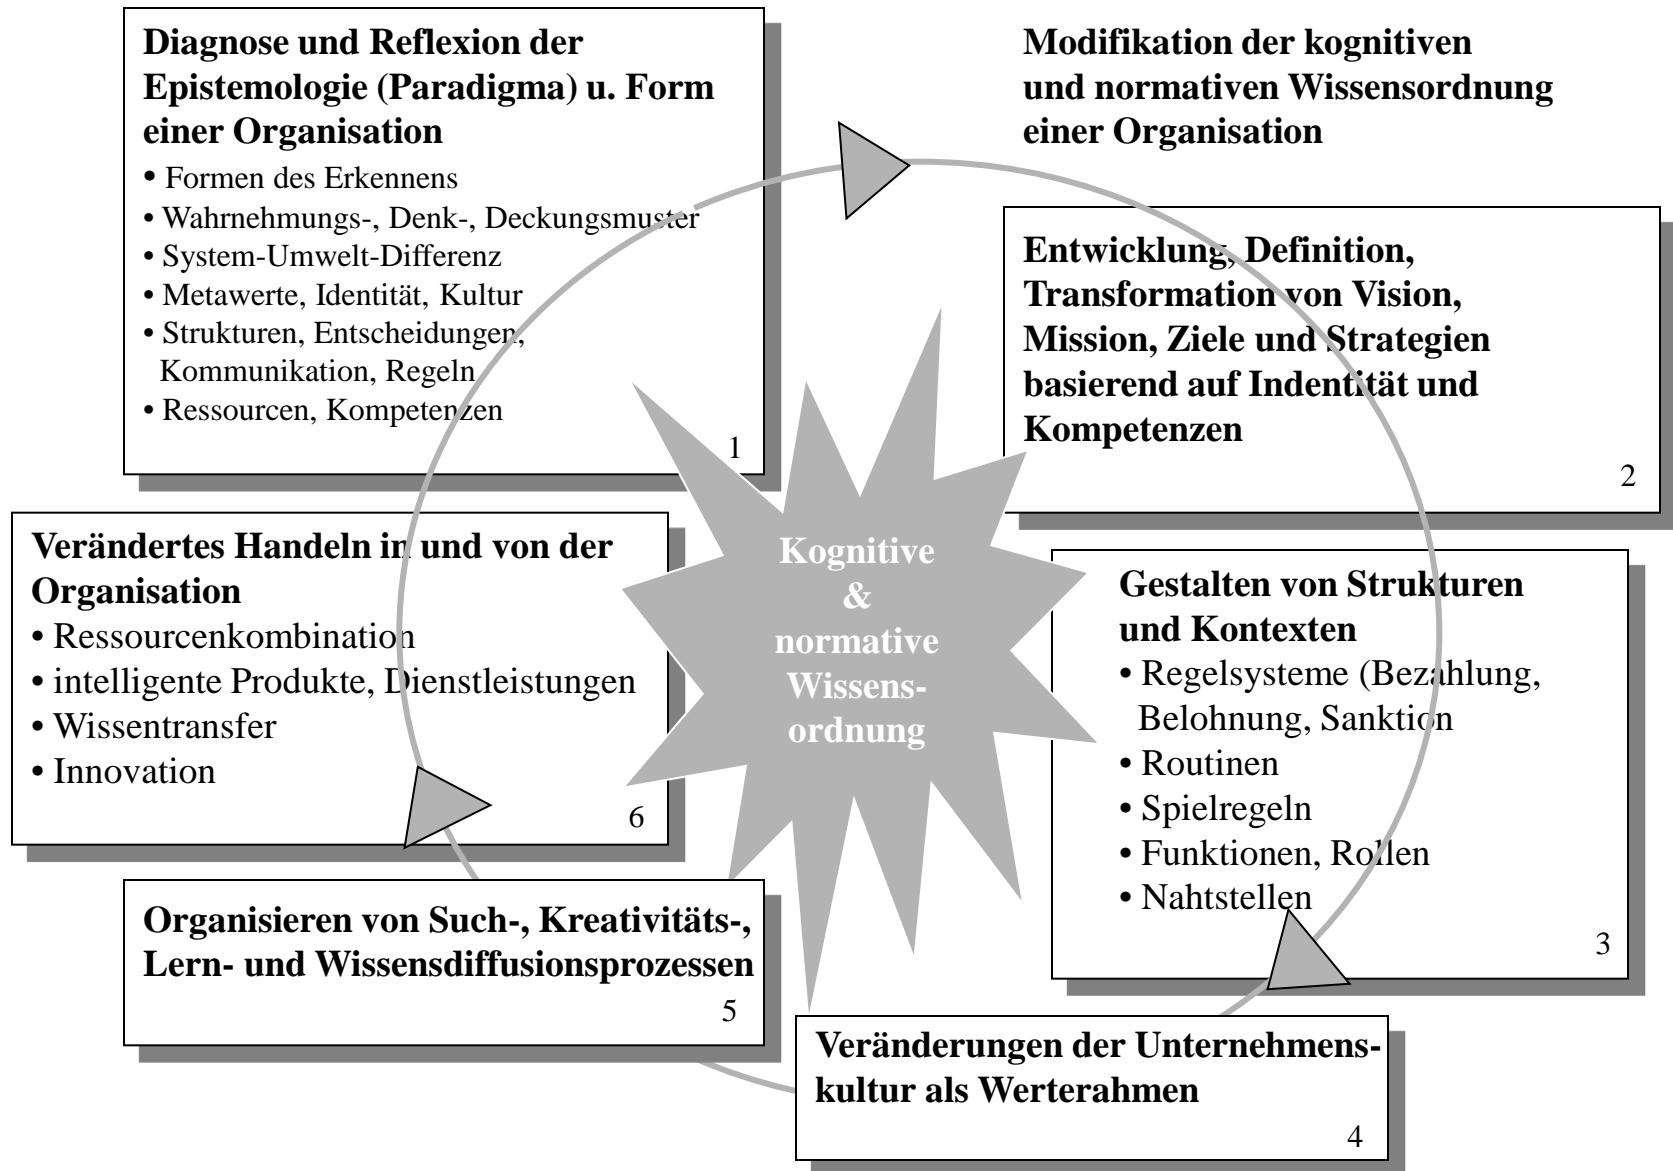 Diagnose und Reflexion der
Epistemologie (Paradigma) u. Form
einer Organisation
• Formen des Erkennens
• Wahrnehmungs-, Denk-, Deckungsmuster
• System-Umwelt-Differenz
• Metawerte, Identität, Kultur
• Strukturen, Entscheidungen,
Kommunikation, Regeln
• Ressourcen, Kompetenzen
1
Modifikation der kognitiven
und normativen Wissensordnung
einer Organisation
Entwicklung, Definition,
Transformation von Vision,
Mission, Ziele und Strategien
basierend auf Indentität und
Kompetenzen
2
Gestalten von Strukturen
und Kontexten
• Regelsysteme (Bezahlung,
Belohnung, Sanktion
• Routinen
• Spielregeln
• Funktionen, Rollen
• Nahtstellen
3
Veränderungen der Unternehmens-
kultur als Werterahmen
4
Organisieren von Such-, Kreativitäts-,
Lern- und Wissensdiffusionsprozessen
5
Verändertes Handeln in und von der
Organisation
• Ressourcenkombination
• intelligente Produkte, Dienstleistungen
• Wissentransfer
• Innovation
6
Kognitive
&
normative
Wissens-
ordnung